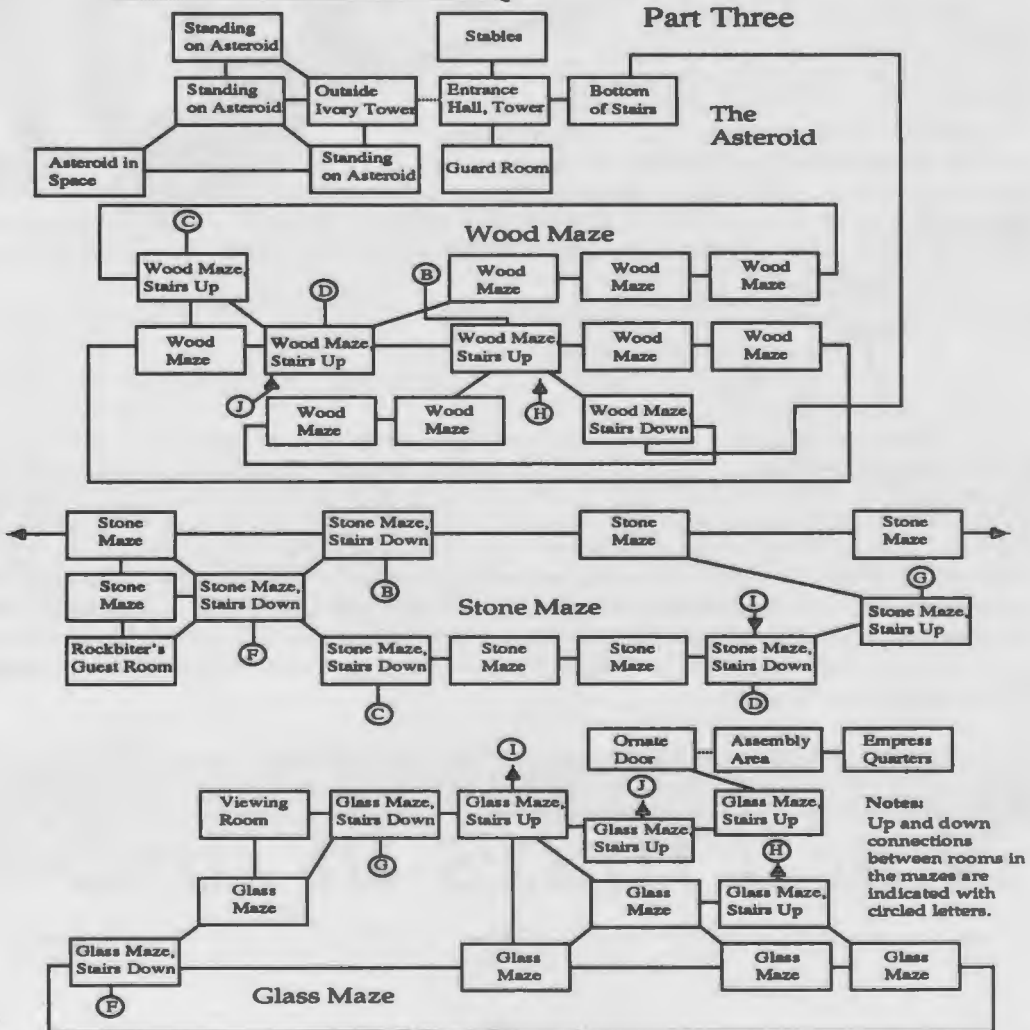 Part Three
Standing
on Asteroid
Stables
Standing
on Asteroid
Outside
Ivory Tower
Entrance
Hall, Tower
Bottom
of Stairs
The
Asteroid
Asteroid in
Space
Standing
on Asteroid
Guard Room
C
Wood Maze
Wood Maze,
Stairs Up
D
B
Wood
Maze
Wood
Maze
Wood
Maze
Wood
Maze
Wood Maze,
Stairs Up
Wood Maze,
Stairs Up
Wood
Maze
Wood
Maze
J
Wood
Maze
Wood
Maze
H
Wood Maze,
Stairs Down
Stone
Maze
Stone Maze,
Stairs Down
Stone
Maze
Stone
Maze
Stone
Maze
Stone Maze,
Stairs Down
B
Stone Maze
I
G
Stone Maze,
Stairs Up
Rockbiter's
Guest Room
F
Stone Maze,
Stairs Down
Stone
Maze
Stone
Maze
Stone Maze,
Stairs Down
C
D
I
Ornate
Door
Assembly
Area
Empress
Quarters
Viewing
Room
Glass Maze,
Stairs Down
Glass Maze,
Stairs Up
J
Glass Maze,
Stairs Up
Glass Maze,
Stairs Up
Notes:
Up and down
connections
between rooms in
the mazes are
indicated with
circled letters.
G
H
Glass
Maze
Glass
Maze
Glass Maze,
Stairs Up
Glass Maze,
Stairs Down
Glass
Maze
Glass
Maze
Glass
Maze
F
Glass Maze